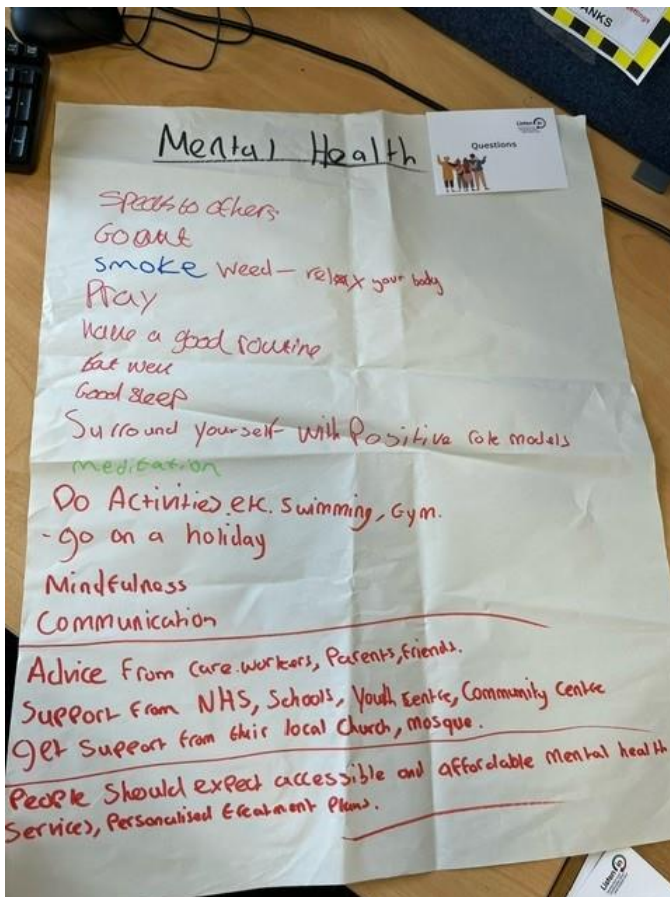 ANKS
Mental Health
Listen
Questions
Speak to others.
Go out
smoke weed - relax your body
Pray
have a good routine
Eat well
Good sleep
Surround yourself with Positive role models
meditation
Do Activities.etc. Swimming, Gym.
- go on a holiday
Mindfulness
Communication
Advice from care.workers, Parents, friends.
Support from NHS, Schools, Youth Centre, Community Centre
get Support from their local Church, mosque.
People Should expect accessible and affordable mental health
Services, Personalised treatment Plans.
Listen